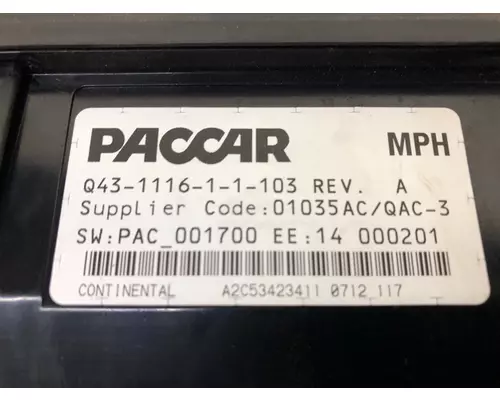 PACCAR MPH
Q43-1116-1-1-103 REV. A
Supplier Code:01035AC/QAC-3
SW:PAC_001700 EE:14 000201
CONTINENTAL A2C53423411 0712 117